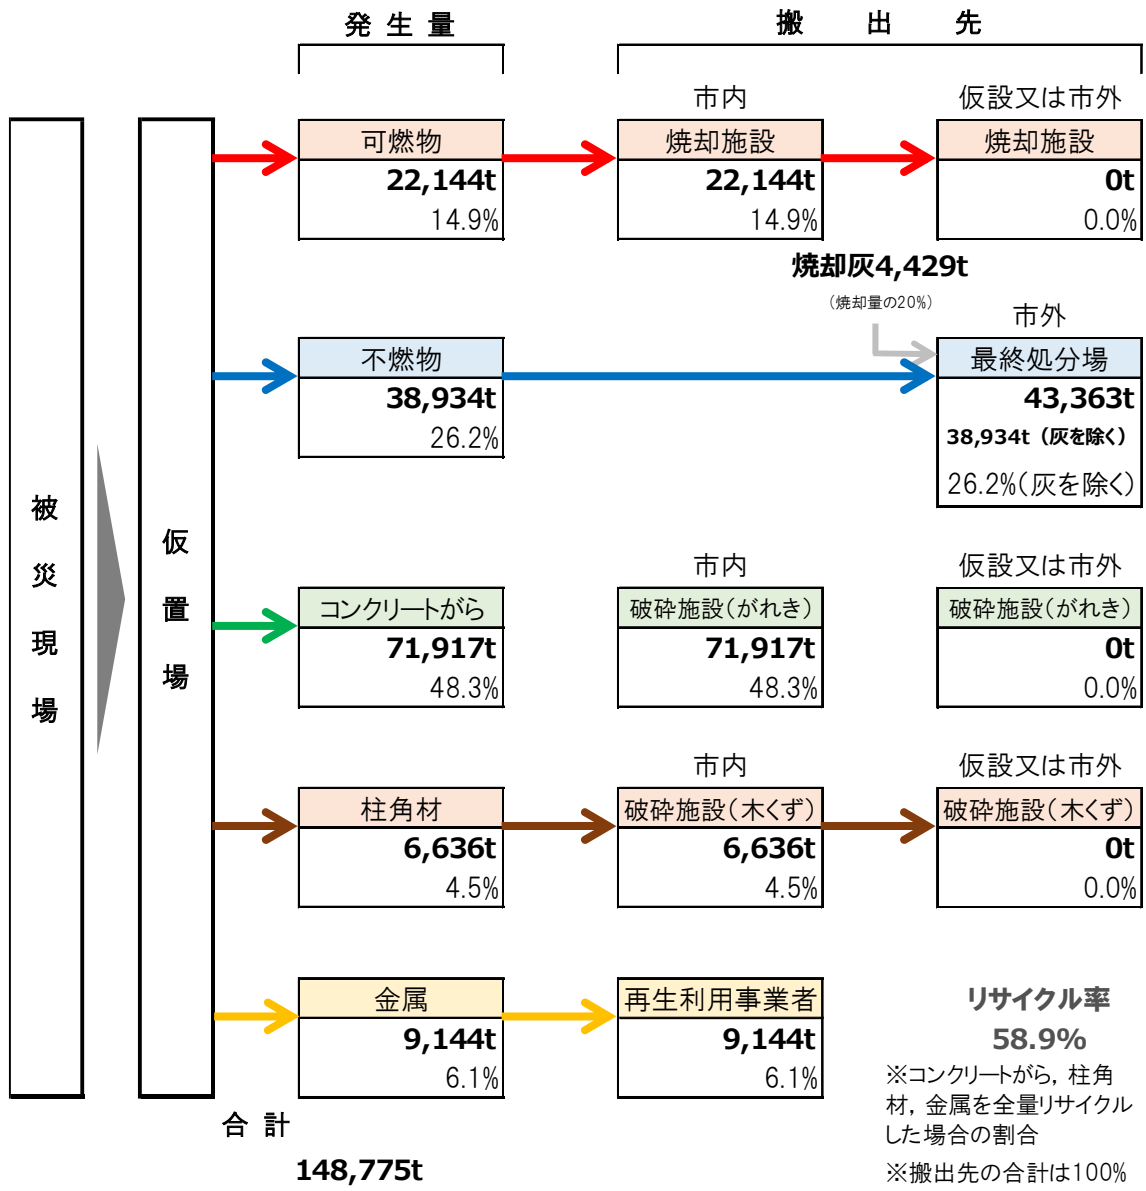 発生量
搬出先
市内
仮設又は市外
可燃物
22,144t
14.9%
焼却施設
22,144t
14.9%
焼却施設
0t
0.0%
焼却灰4,429t
(焼却量の20%)
市外
不燃物
38,934t
26.2%
最終処分場
43,363t
38,934t（灰を除く）
26.2%(灰を除く)
被災現場
仮置場
市内
仮設又は市外
コンクリートがら
71,917t
48.3%
破砕施設(がれき)
71,917t
48.3%
破砕施設(がれき)
0t
0.0%
市内
仮設又は市外
柱角材
6,636t
4.5%
破砕施設(木くず)
6,636t
4.5%
破砕施設(木くず)
0t
0.0%
金属
9,144t
6.1%
再生利用事業者
9,144t
6.1%
リサイクル率
58.9%
※コンクリートがら，柱角
材，金属を全量リサイクル
した場合の割合
※搬出先の合計は100%
合計
148,775t